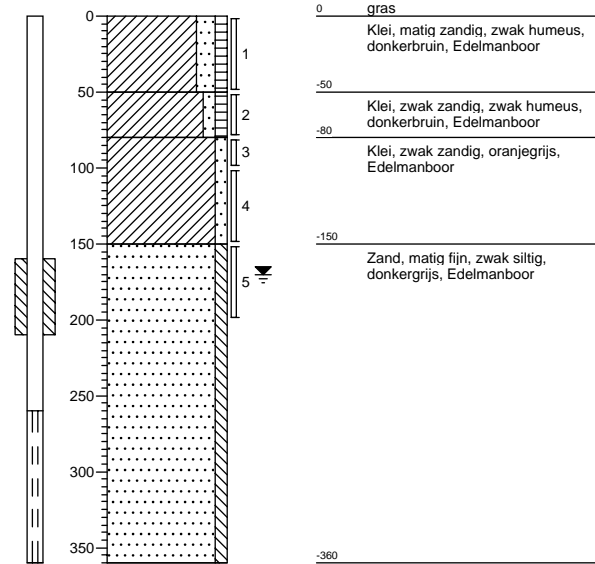 0
50
100
150
200
250
300
350
1
2
3
4
5
0 gras
Klei, matig zandig, zwak humeus,
donkerbruin, Edelmanboor
-50
Klei, zwak zandig, zwak humeus,
donkerbruin, Edelmanboor
-80
Klei, zwak zandig, oranjegrijs,
Edelmanboor
-150
Zand, matig fijn, zwak siltig,
donkergrijs, Edelmanboor
-360